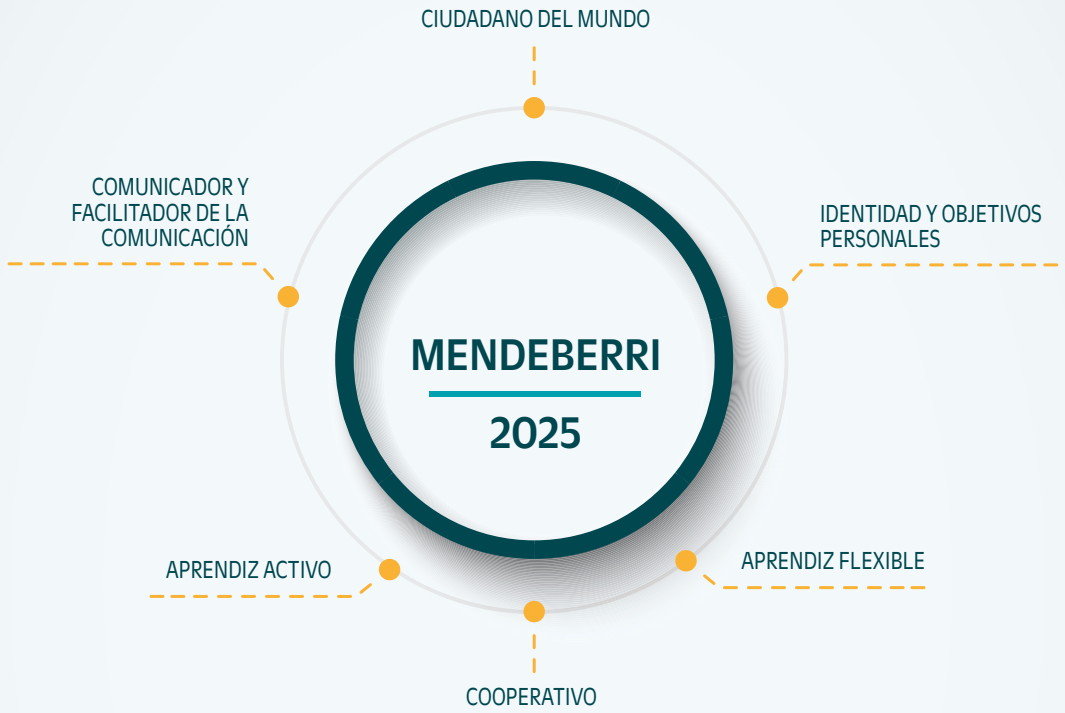 CIUDADANO DEL MUNDO
COMUNICADOR Y
FACILITADOR DE LA
COMUNICACIÓN
IDENTIDAD Y OBJETIVOS
PERSONALES
MENDEBERRI
2025
APRENDIZ ACTIVO
APRENDIZ FLEXIBLE
COOPERATIVO